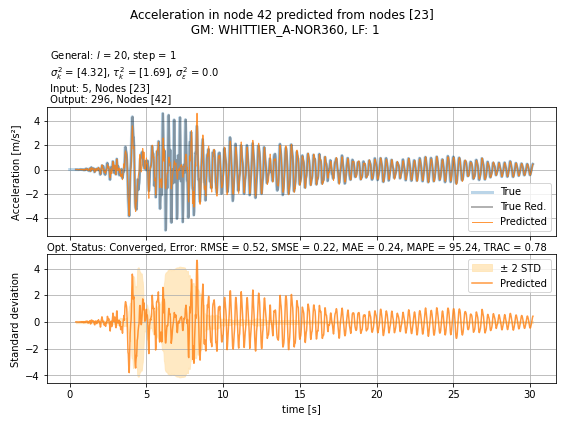 Acceleration in node 42 predicted from nodes [23]
GM: WHITTIER_A-NOR360, LF: 1
General: l = 20, step = 1
σ²ₖ = [4.32], τ²ₖ = [1.69], σ²ε = 0.0
Input: 5, Nodes [23]
Output: 296, Nodes [42]
Acceleration [m/s²]
4
2
0
−2
−4
True
True Red.
Predicted
Opt. Status: Converged, Error: RMSE = 0.52, SMSE = 0.22, MAE = 0.24, MAPE = 95.24, TRAC = 0.78
Standard deviation
4
2
0
−2
−4
± 2 STD
Predicted
0 5 10 15 20 25 30
time [s]